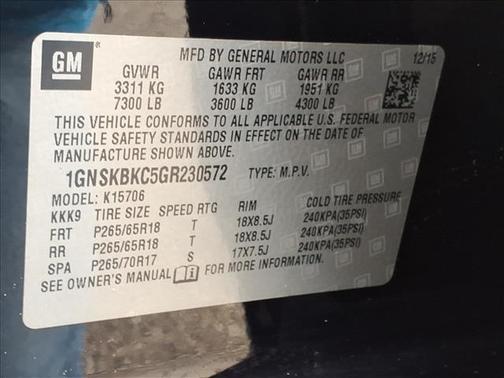 GM
MFD BY GENERAL MOTORS LLC 12/15
GVWR GAWR FRT GAWR RR
3311 KG 1633 KG 1951 KG
7300 LB 3600 LB 4300 LB
THIS VEHICLE CONFORMS TO ALL APPLICABLE U.S. FEDERAL MOTOR
VEHICLE SAFETY STANDARDS IN EFFECT ON THE DATE OF
MANUFACTURE SHOWN ABOVE.
1GNSKBKC5GR230572 TYPE: M.P.V.
MODEL: K15706
KKK9 TIRE SIZE SPEED RTG RIM COLD TIRE PRESSURE
FRT P265/65R18 T 18X8.5J 240KPA(35PSI)
RR P265/65R18 T 18X8.5J 240KPA(35PSI)
SPA P265/70R17 S 17X7.5J 240KPA(35PSI)
SEE OWNER'S MANUAL FOR MORE INFORMATION.